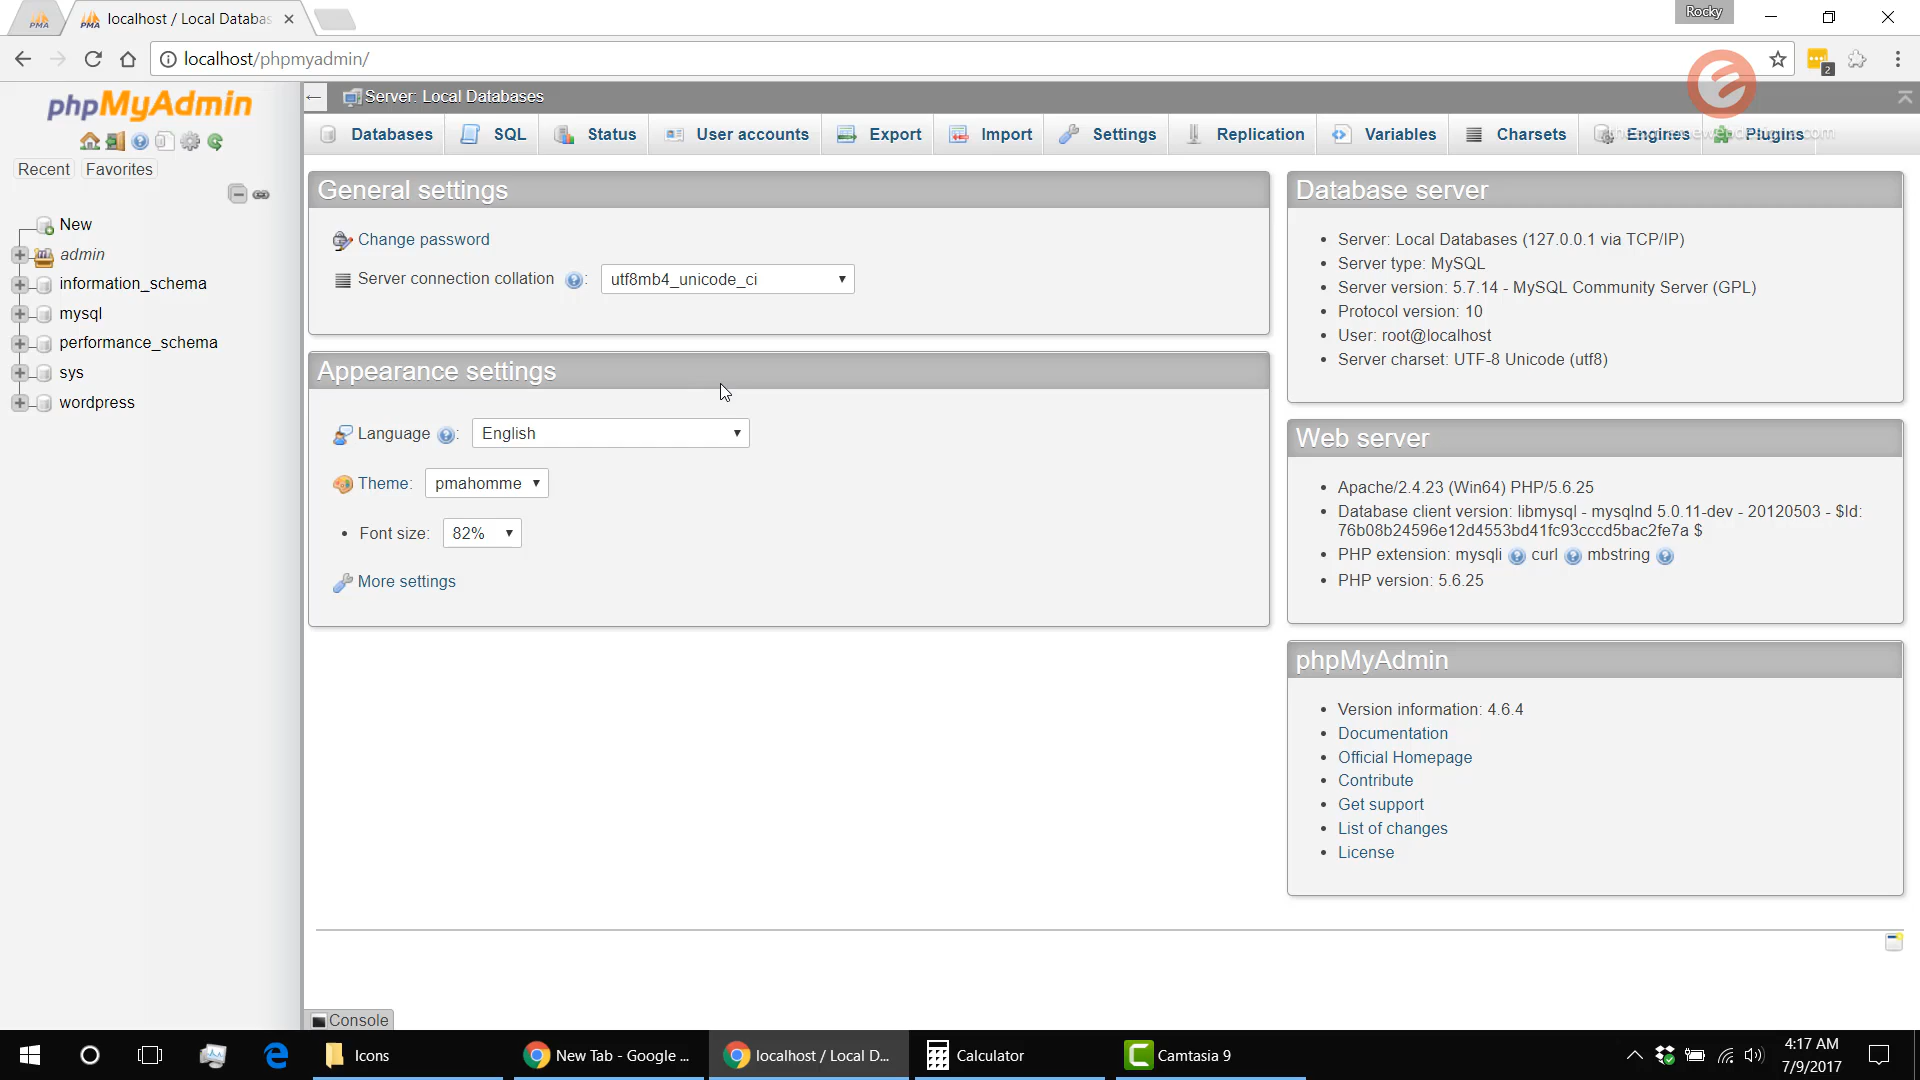 Rocky
PMA
PMA localhost / Local Databas
localhost/phpmyadmin/
2
phpMyAdmin
Server: Local Databases
Databases SQL Status User accounts Export Import Settings Replication Variables Charsets Engines Plugins
Recent Favorites
New
admin
information_schema
mysql
performance_schema
sys
wordpress
General settings
Change password
Server connection collation : utf8mb4_unicode_ci
Appearance settings
Language : English
Theme: pmahomme
• Font size: 82%
More settings
Database server
• Server: Local Databases (127.0.0.1 via TCP/IP)
• Server type: MySQL
• Server version: 5.7.14 - MySQL Community Server (GPL)
• Protocol version: 10
• User: root@localhost
• Server charset: UTF-8 Unicode (utf8)
Web server
• Apache/2.4.23 (Win64) PHP/5.6.25
• Database client version: libmysql - mysqlnd 5.0.11-dev - 20120503 - $Id:
76b08b24596e12d4553bd41fc93cccd5bac2fe7a $
• PHP extension: mysqli curl mbstring
• PHP version: 5.6.25
phpMyAdmin
• Version information: 4.6.4
• Documentation
• Official Homepage
• Contribute
• Get support
• List of changes
• License
Console
Icons
New Tab - Google ...
localhost / Local D...
Calculator
Camtasia 9
4:17 AM
7/9/2017